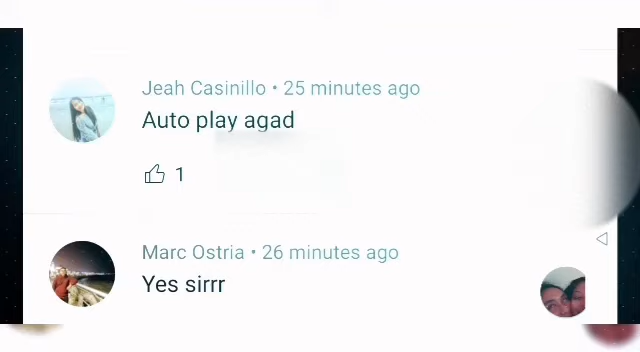 Jeah Casinillo • 25 minutes ago
Auto play agad
1
Marc Ostria • 26 minutes ago
Yes sirrr